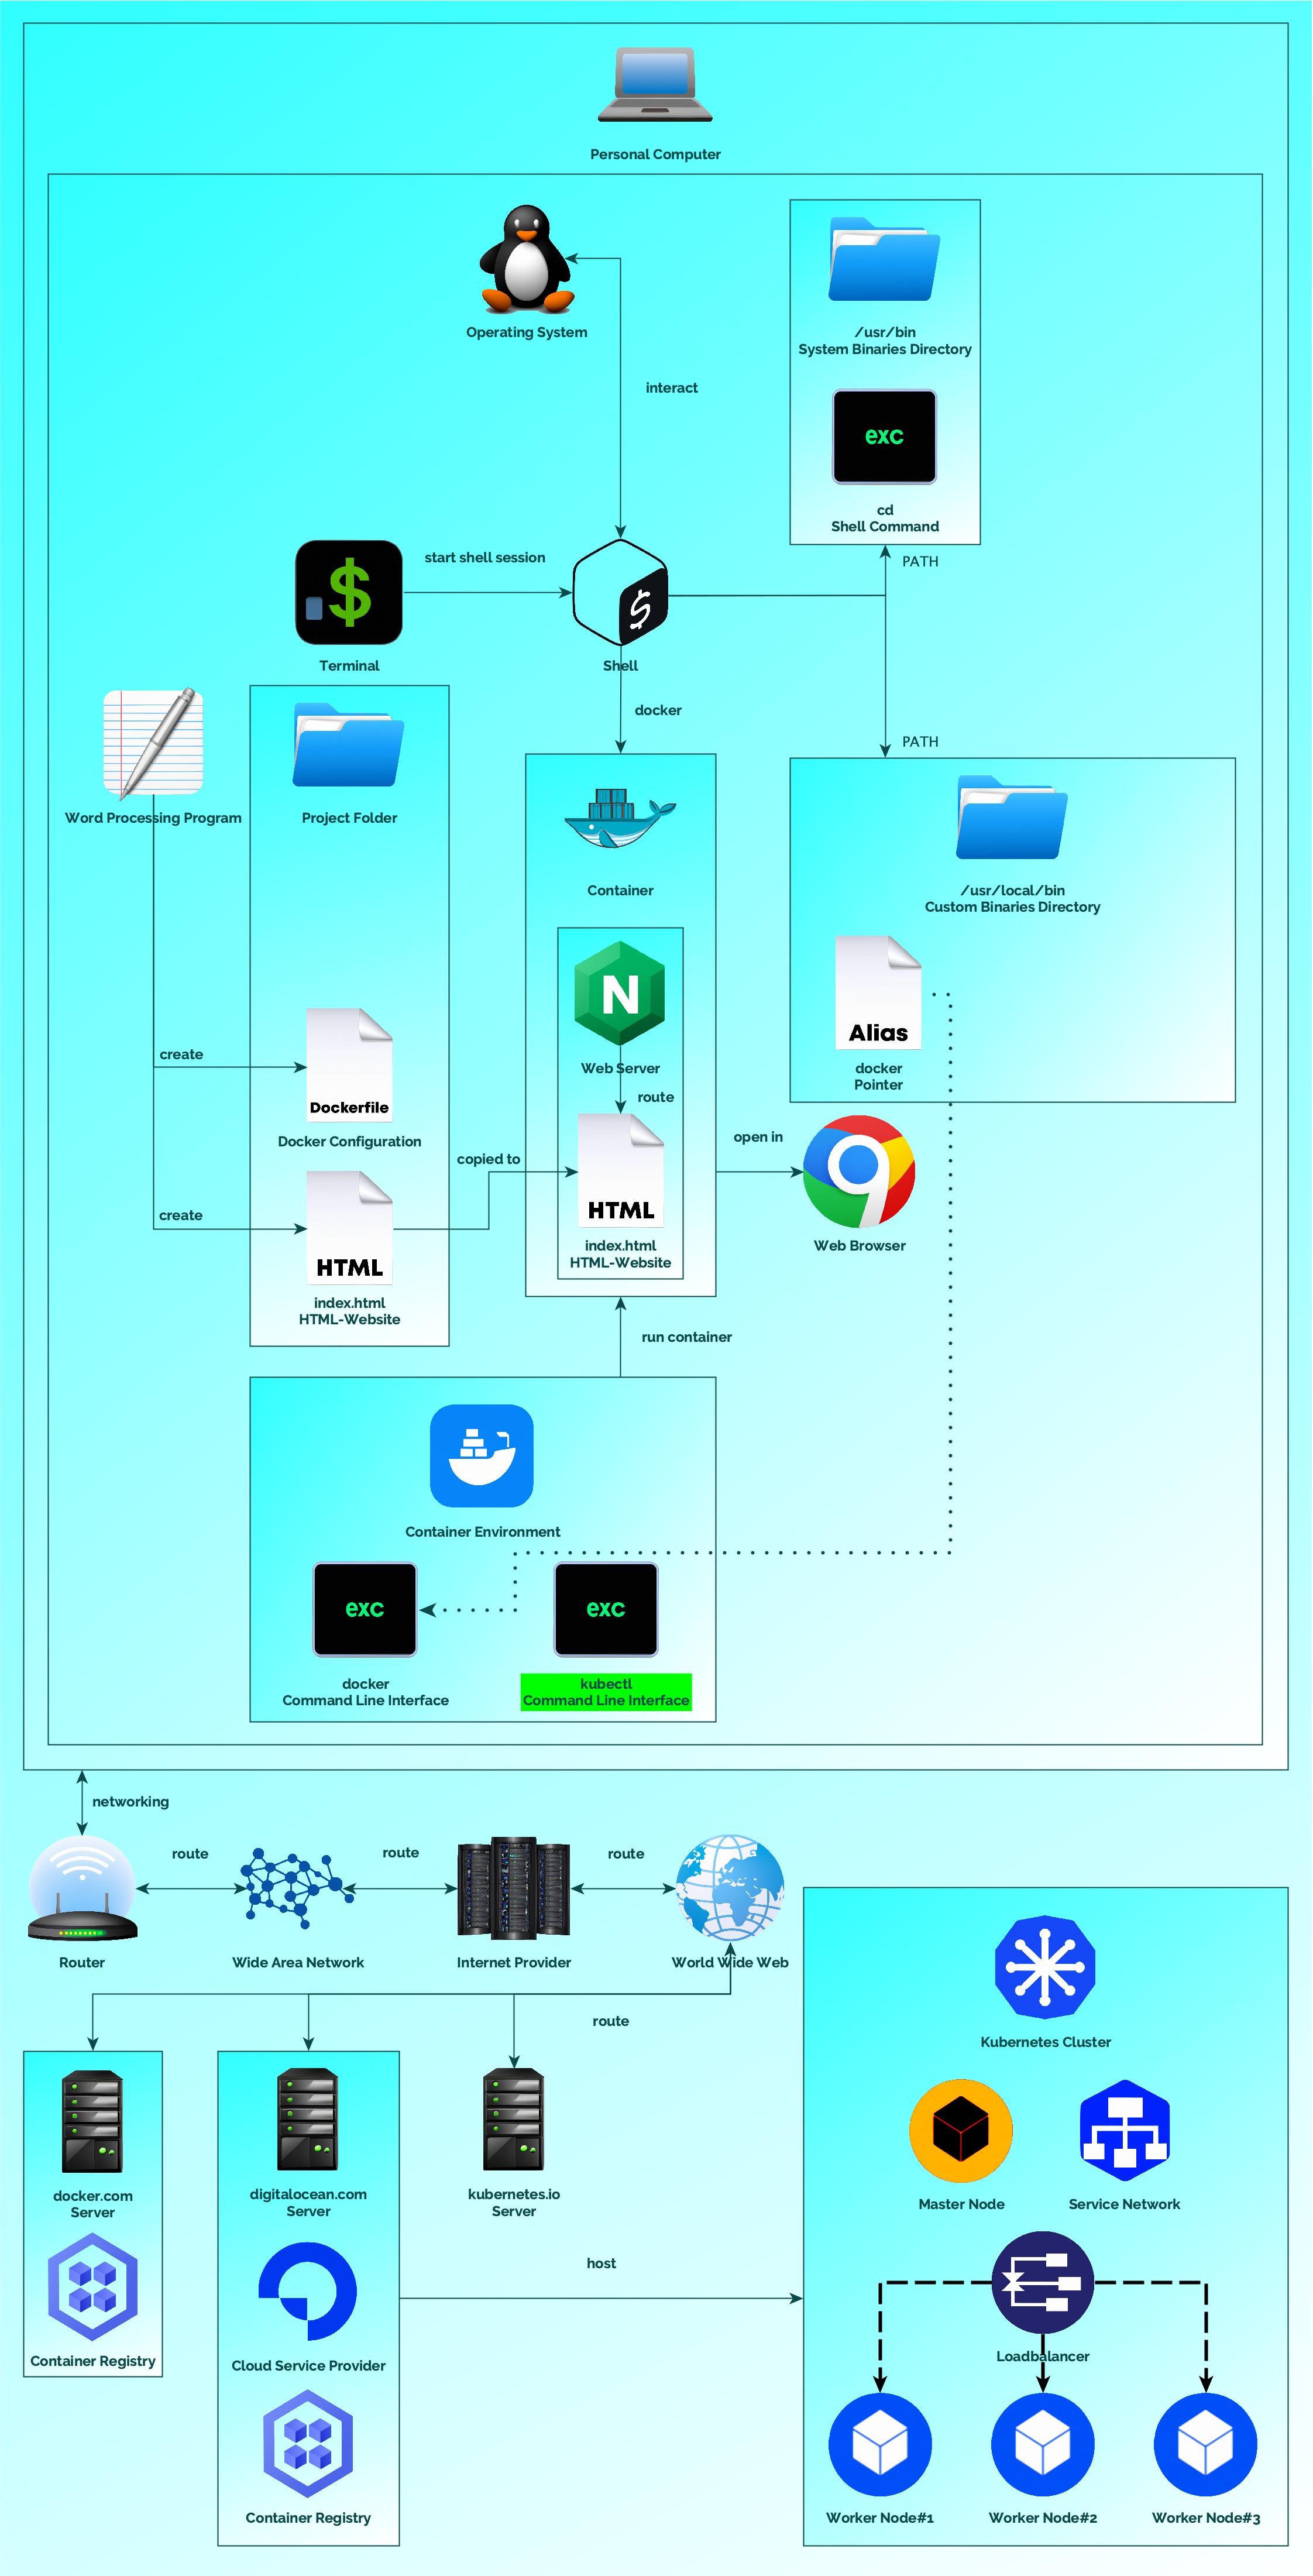 Personal Computer
Operating System
interact
/usr/bin
System Binaries Directory
exc
cd
Shell Command
PATH
start shell session
$
Terminal
$
Shell
docker
PATH
Word Processing Program
Project Folder
Container
/usr/local/bin
Custom Binaries Directory
N
Web Server
route
Alias
docker
Pointer
create
Dockerfile
Docker Configuration
copied to
open in
create
HTML
index.html
HTML-Website
HTML
index.html
HTML-Website
Web Browser
run container
Container Environment
exc
exc
docker
Command Line Interface
kubectl
Command Line Interface
networking
route
route
route
Router
Wide Area Network
Internet Provider
World Wide Web
route
Kubernetes Cluster
docker.com
Server
digitalocean.com
Server
kubernetes.io
Server
Master Node
Service Network
host
Container Registry
Cloud Service Provider
Loadbalancer
Container Registry
Worker Node#1
Worker Node#2
Worker Node#3